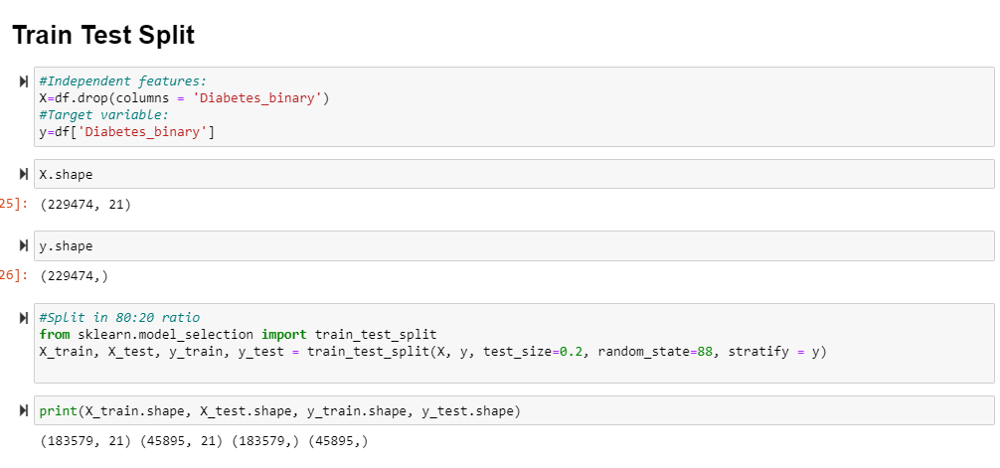 Train Test Split
#Independent features:
X=df.drop(columns = 'Diabetes_binary')
#Target variable:
y=df['Diabetes_binary']
X.shape
25]: (229474, 21)
y.shape
26]: (229474,)
#Split in 80:20 ratio
from sklearn.model_selection import train_test_split
X_train, X_test, y_train, y_test = train_test_split(X, y, test_size=0.2, random_state=88, stratify = y)
print(X_train.shape, X_test.shape, y_train.shape, y_test.shape)
(183579, 21) (45895, 21) (183579,) (45895,)